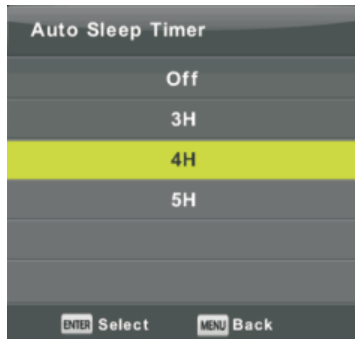 Auto Sleep Timer
Off
3H
4H
5H
ENTER Select MENU Back